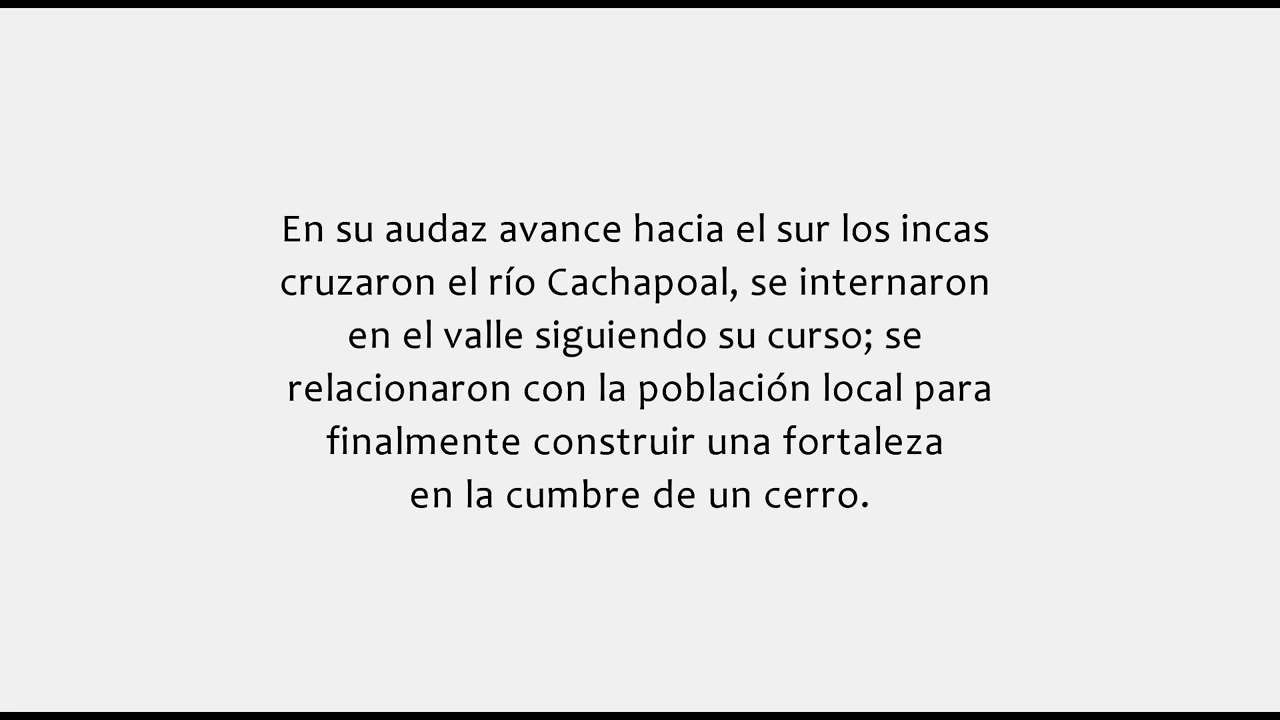 En su audaz avance hacia el sur los incas
cruzaron el río Cachapoal, se internaron
en el valle siguiendo su curso; se
relacionaron con la población local para
finalmente construir una fortaleza
en la cumbre de un cerro.